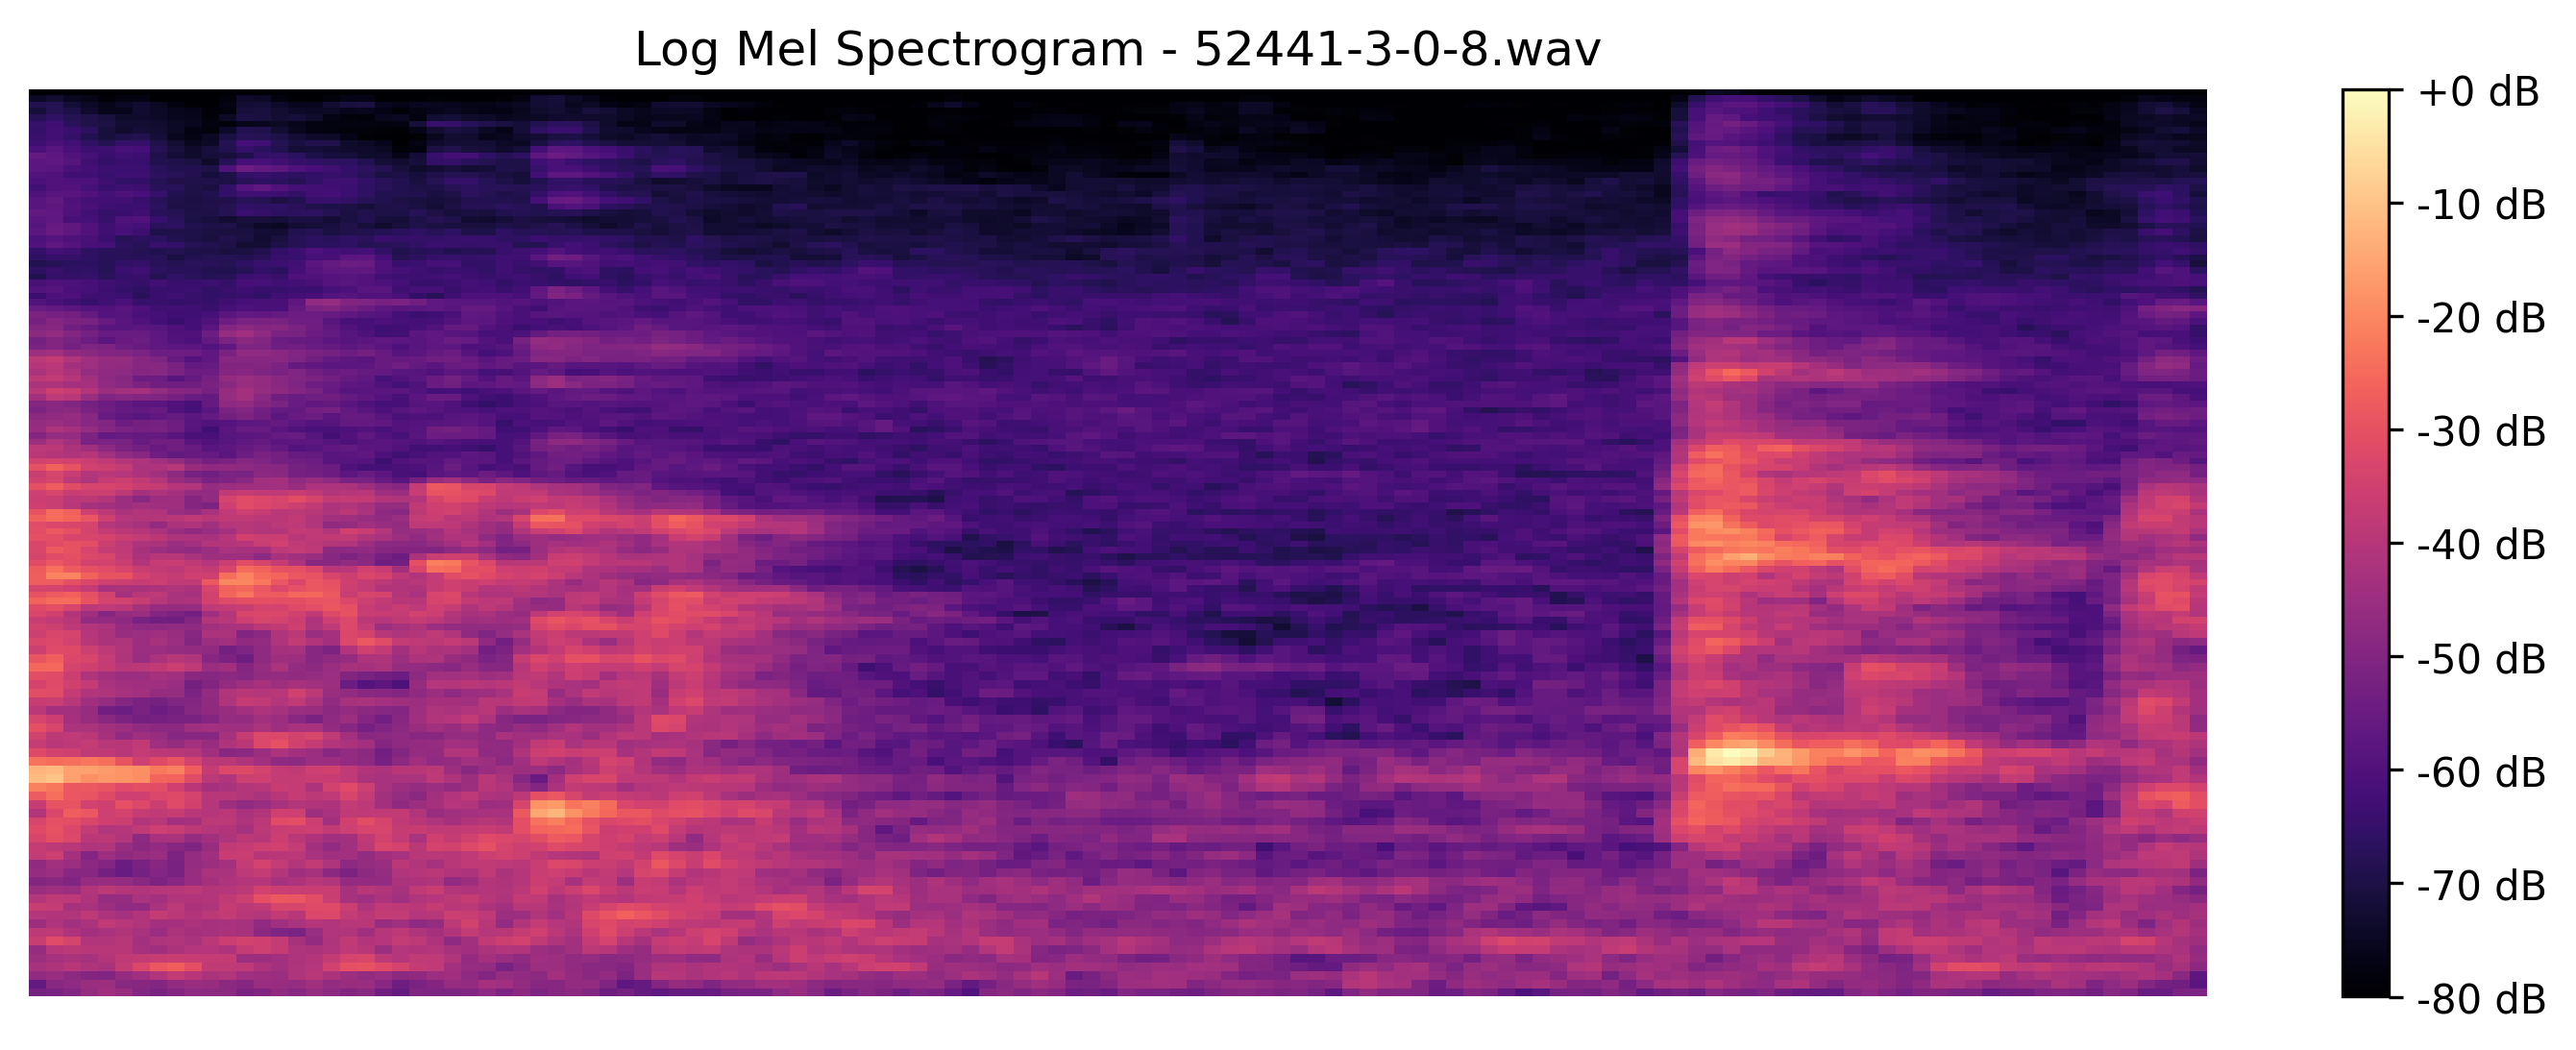 Log Mel Spectrogram - 52441-3-0-8.wav
+0 dB
-10 dB
-20 dB
-30 dB
-40 dB
-50 dB
-60 dB
-70 dB
-80 dB